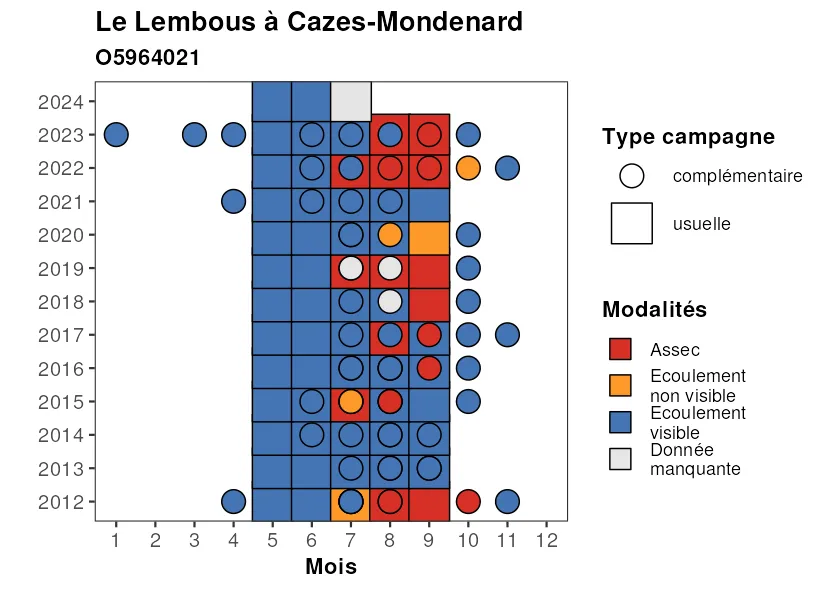 Le Lembous à Cazes-Mondenard
O5964021
2024
2023
2022
2021
2020
2019
2018
2017
2016
2015
2014
2013
2012
1 2 3 4 5 6 7 8 9 10 11 12
Mois
Type campagne
complémentaire
usuelle
Modalités
Assec
Ecoulement
non visible
Ecoulement
visible
Donnée
manquante